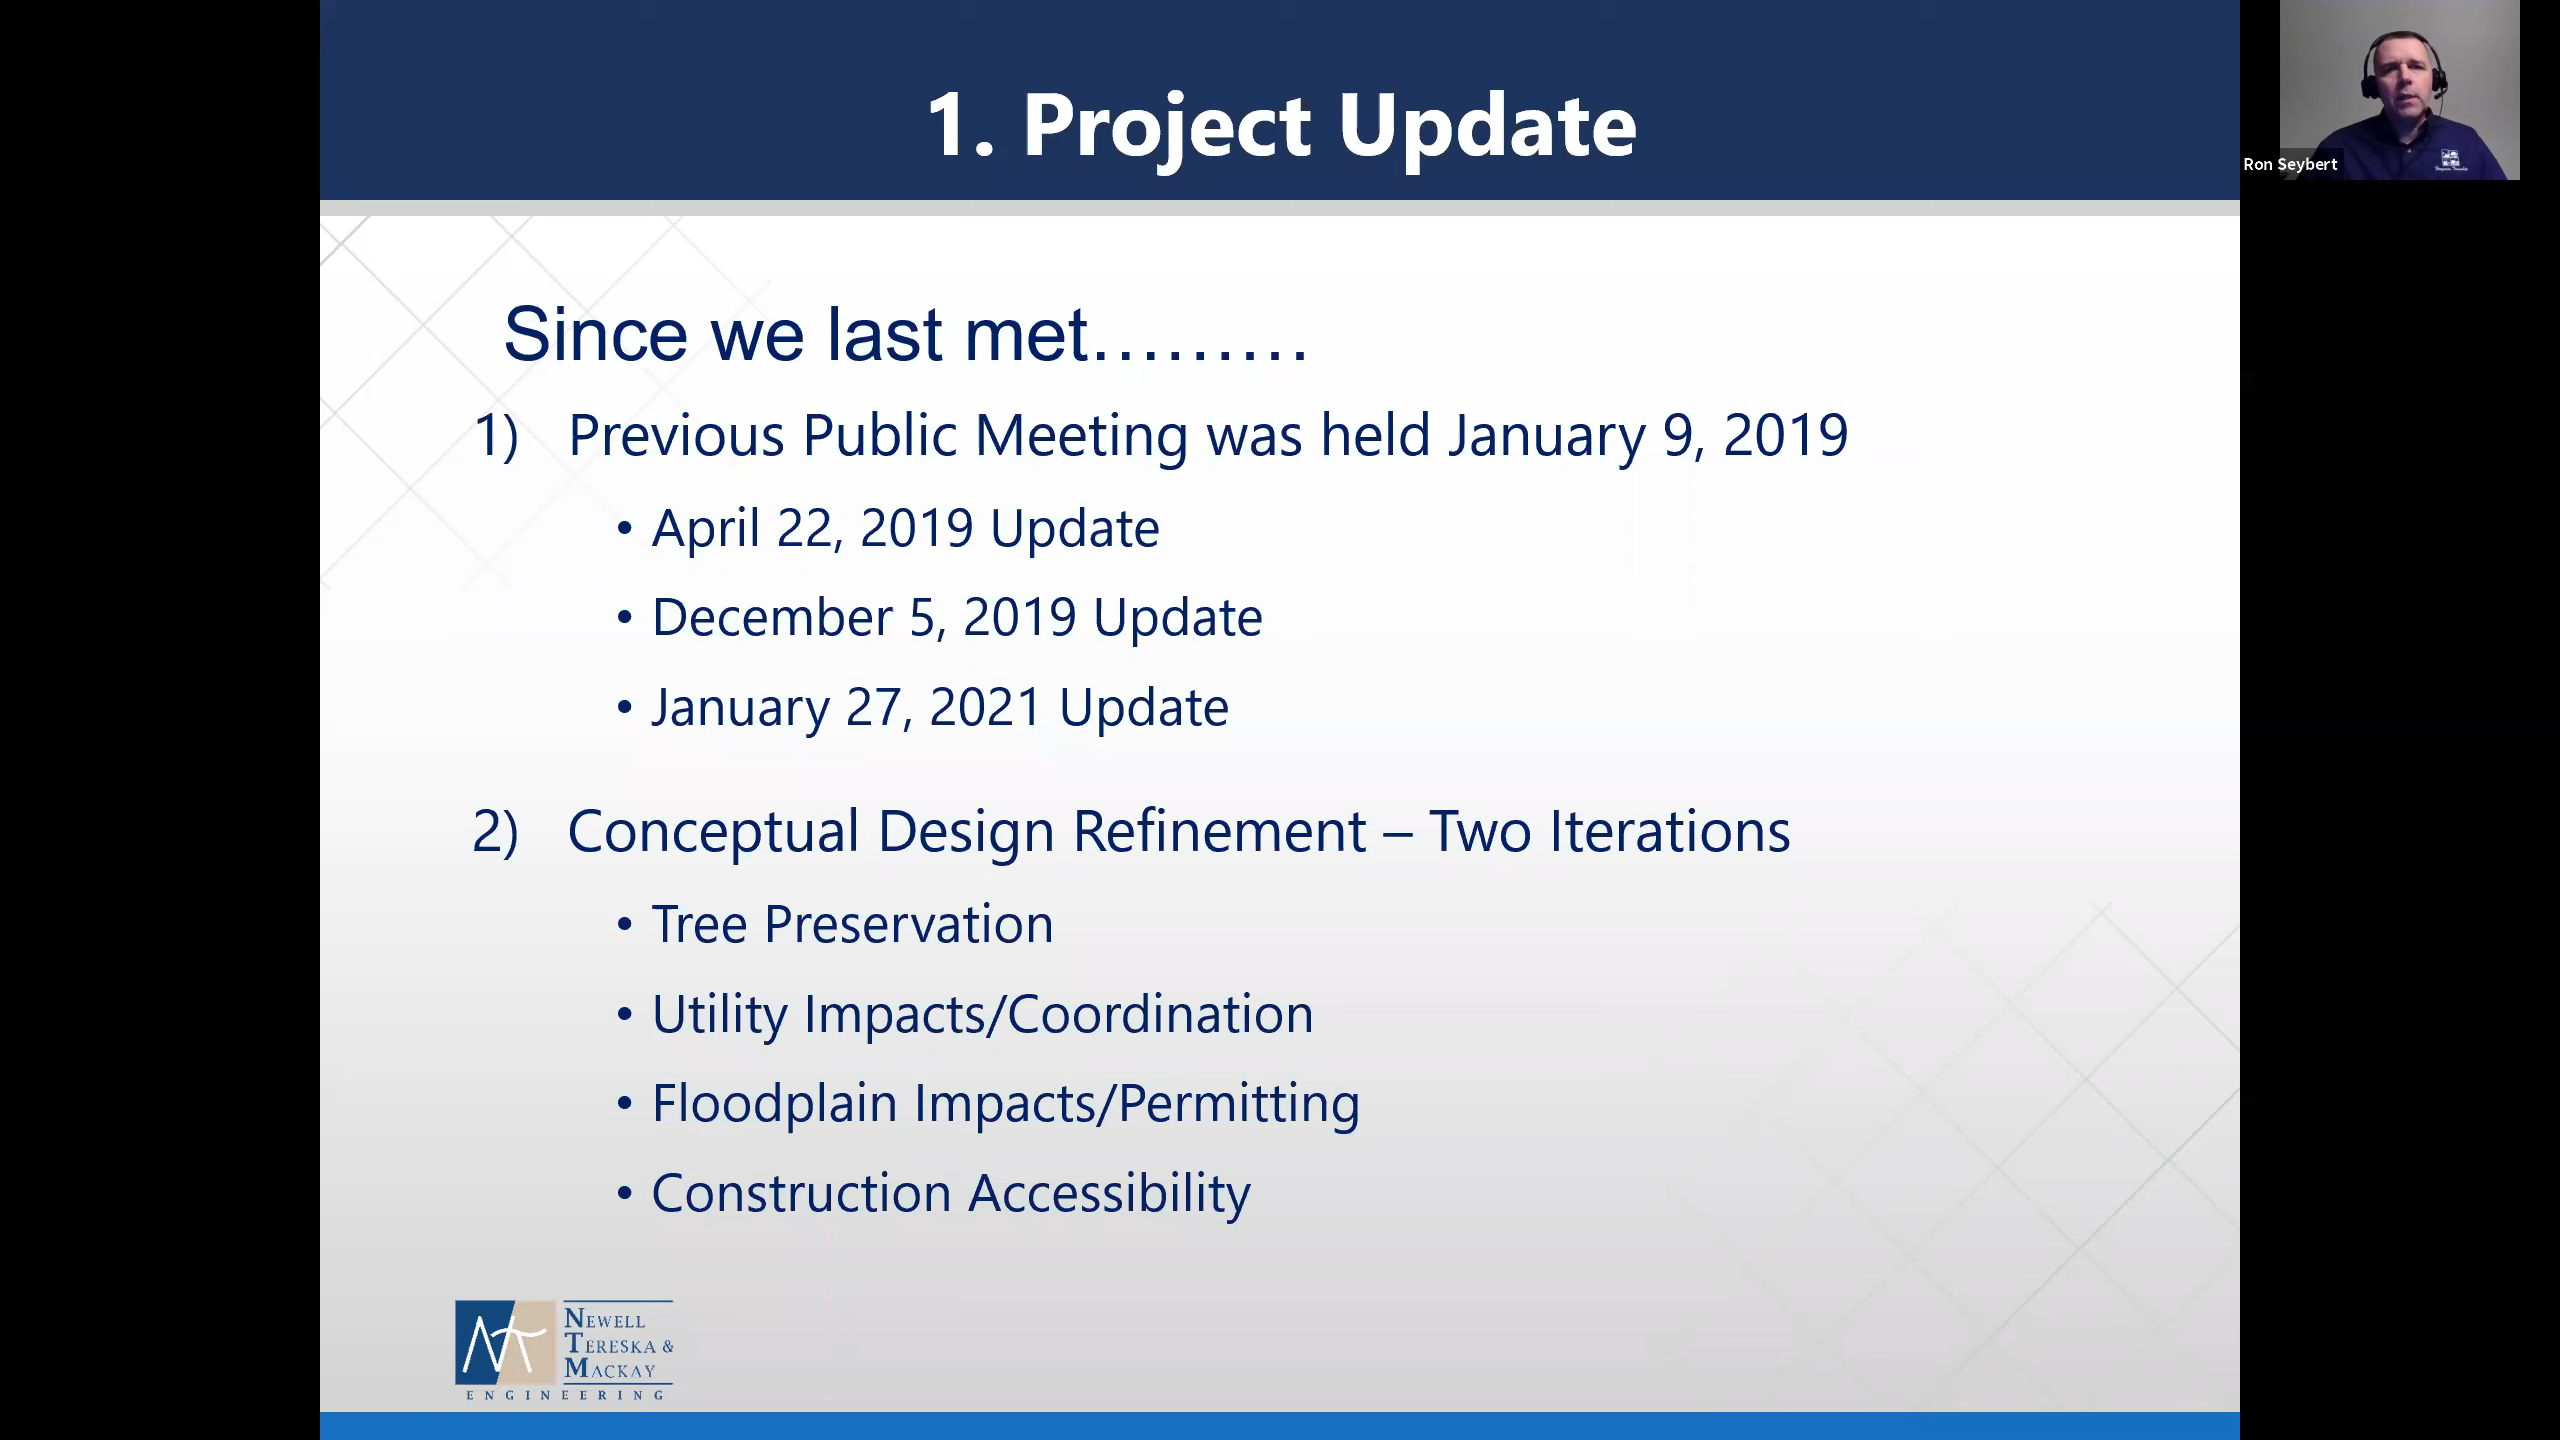 1. Project Update
Ron Seybert
Since we last met.........
1) Previous Public Meeting was held January 9, 2019
• April 22, 2019 Update
• December 5, 2019 Update
• January 27, 2021 Update
2) Conceptual Design Refinement – Two Iterations
• Tree Preservation
• Utility Impacts/Coordination
• Floodplain Impacts/Permitting
• Construction Accessibility
NEWELL
TERESKA &
MACKAY
ENGINEERING